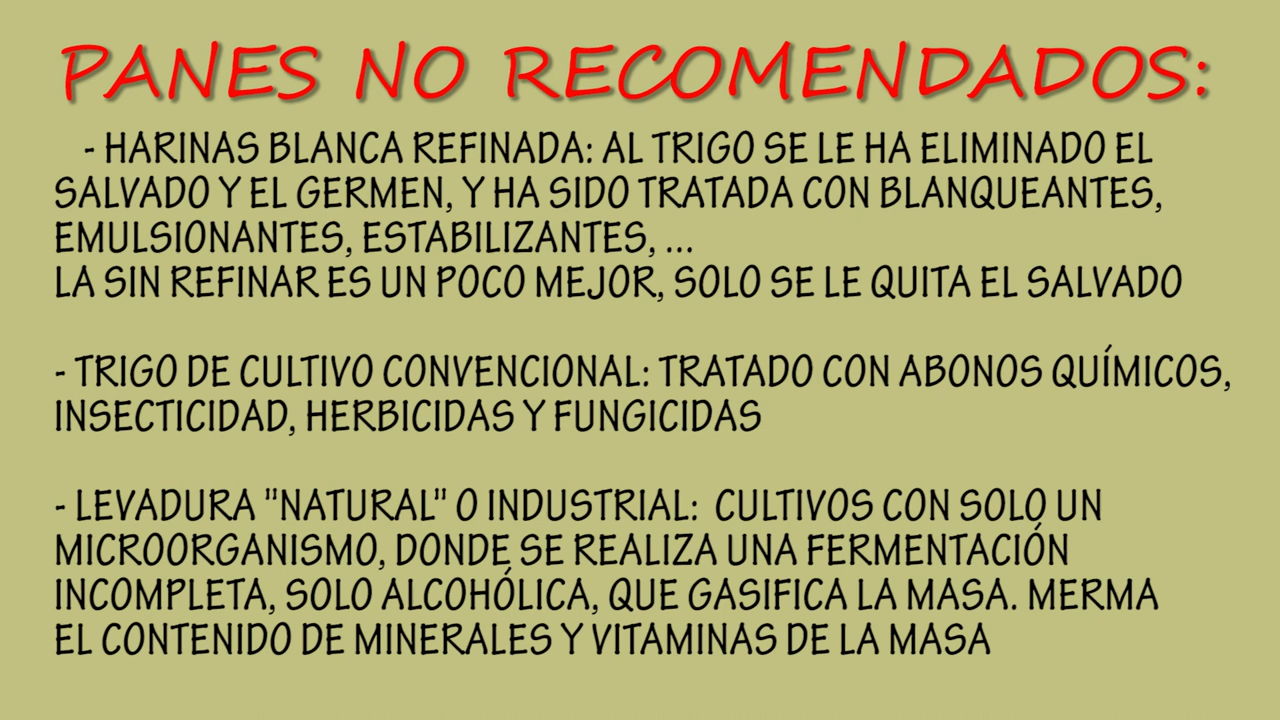 PANES NO RECOMENDADOS:
- HARINAS BLANCA REFINADA: AL TRIGO SE LE HA ELIMINADO EL
SALVADO Y EL GERMEN, Y HA SIDO TRATADA CON BLANQUEANTES,
EMULSIONANTES, ESTABILIZANTES, ...
LA SIN REFINAR ES UN POCO MEJOR, SOLO SE LE QUITA EL SALVADO
- TRIGO DE CULTIVO CONVENCIONAL: TRATADO CON ABONOS QUÍMICOS,
INSECTICIDAD, HERBICIDAS Y FUNGICIDAS
- LEVADURA "NATURAL" O INDUSTRIAL: CULTIVOS CON SOLO UN
MICROORGANISMO, DONDE SE REALIZA UNA FERMENTACIÓN
INCOMPLETA, SOLO ALCOHÓLICA, QUE GASIFICA LA MASA. MERMA
EL CONTENIDO DE MINERALES Y VITAMINAS DE LA MASA